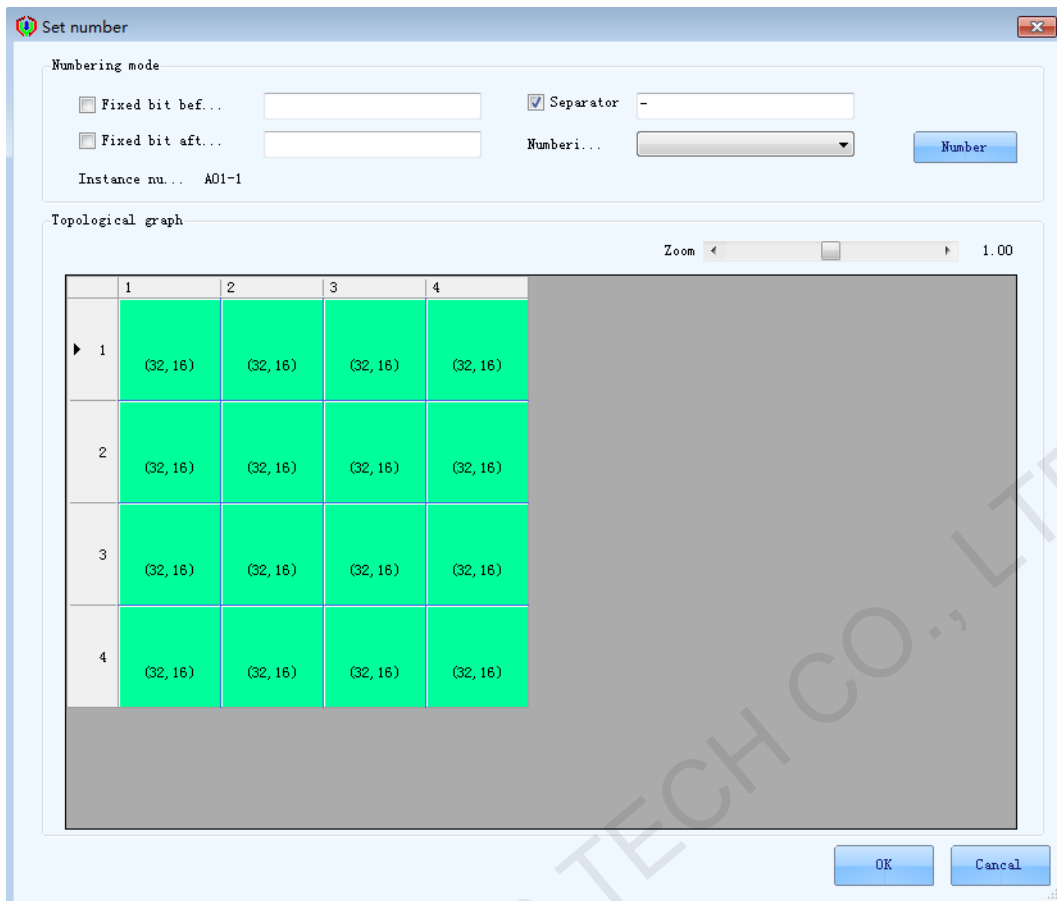 Set number
Numbering mode
Fixed bit bef...
Separator -
Fixed bit aft...
Numberi...
Number
Instance nu... A01-1
Topological graph
Zoom 1.00
1 2 3 4
1 (32, 16) (32, 16) (32, 16) (32, 16)
2 (32, 16) (32, 16) (32, 16) (32, 16)
3 (32, 16) (32, 16) (32, 16) (32, 16)
4 (32, 16) (32, 16) (32, 16) (32, 16)
TECH CO., LT
OK Cancal